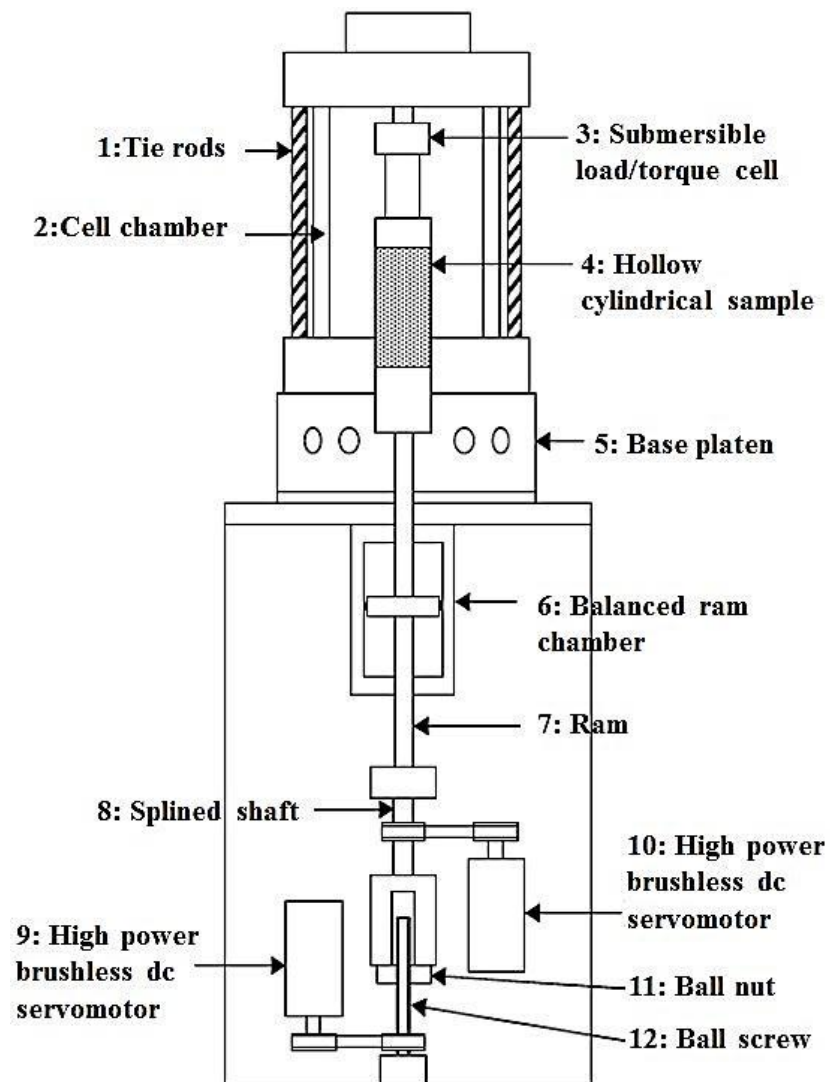 1:Tie rods
2:Cell chamber
3: Submersible
load/torque cell
4: Hollow
cylindrical sample
5: Base platen
6: Balanced ram
chamber
7: Ram
8: Splined shaft
9: High power
brushless dc
servomotor
10: High power
brushless dc
servomotor
11: Ball nut
12: Ball screw